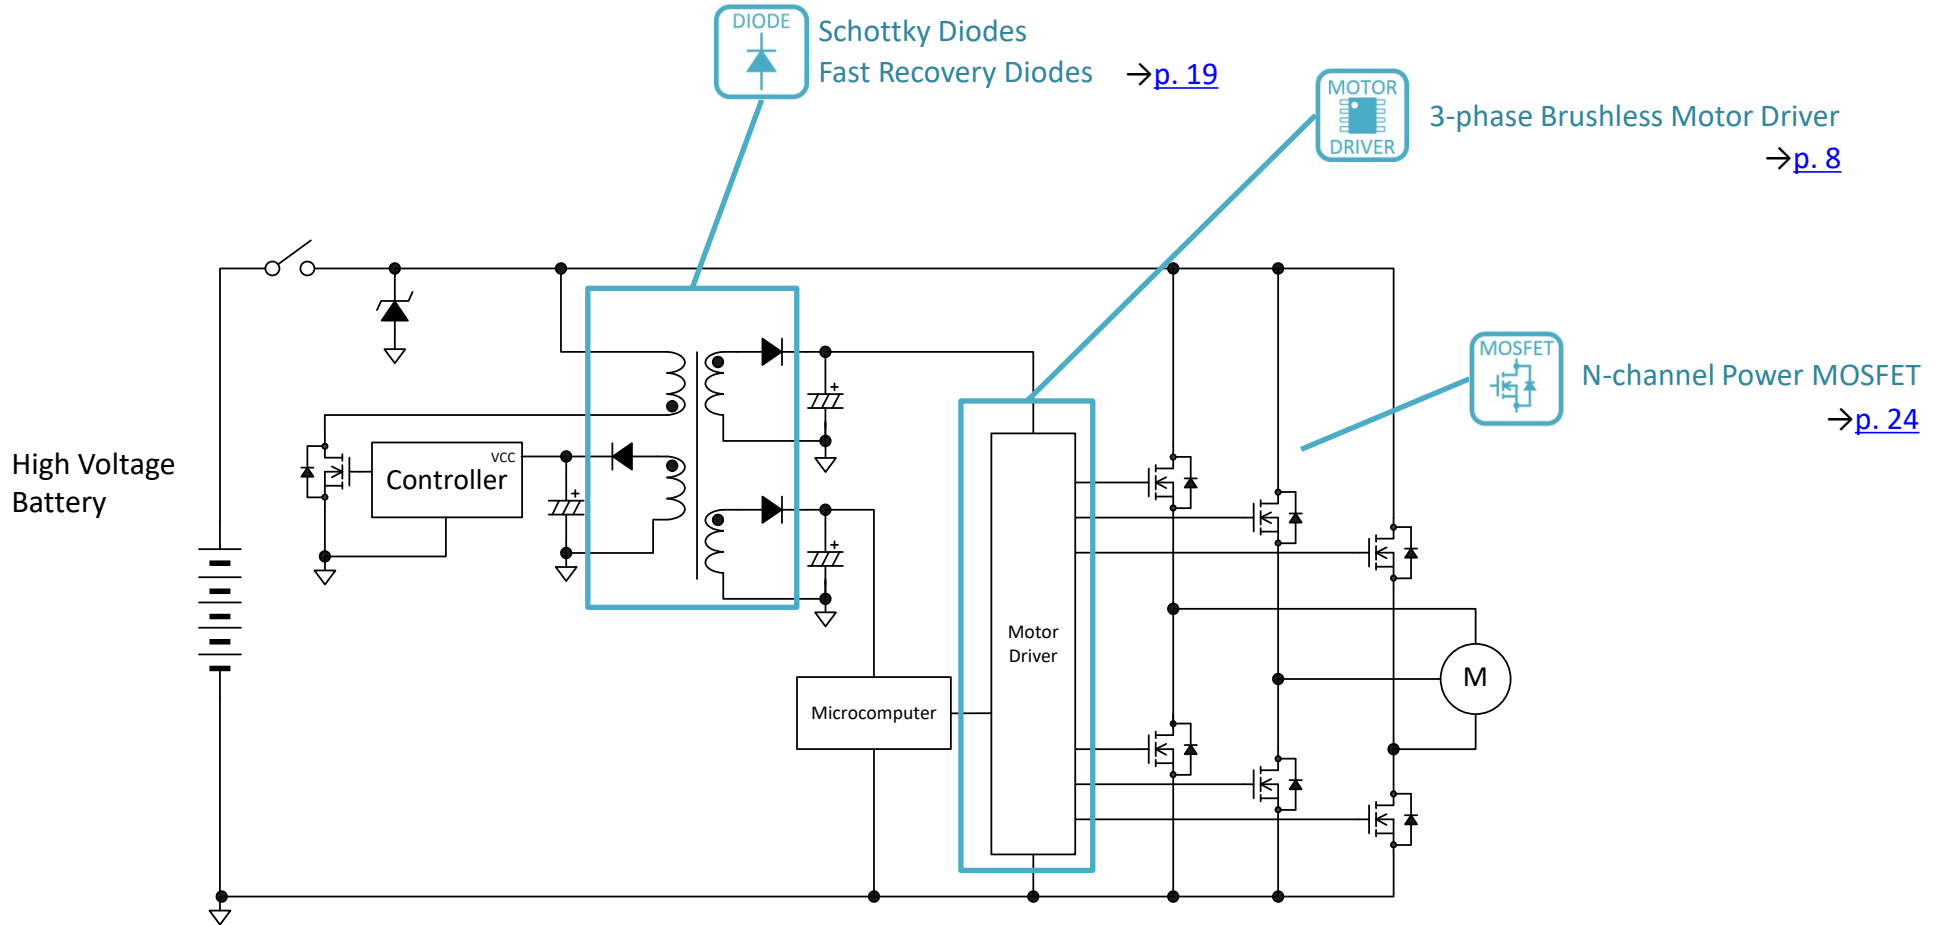 DIODE
Schottky Diodes
Fast Recovery Diodes →p. 19
MOTOR
DRIVER
3-phase Brushless Motor Driver
→p. 8
MOSFET
N-channel Power MOSFET
→p. 24
High Voltage
Battery
VCC
Controller
+
+
+
Motor
Driver
Microcomputer
M